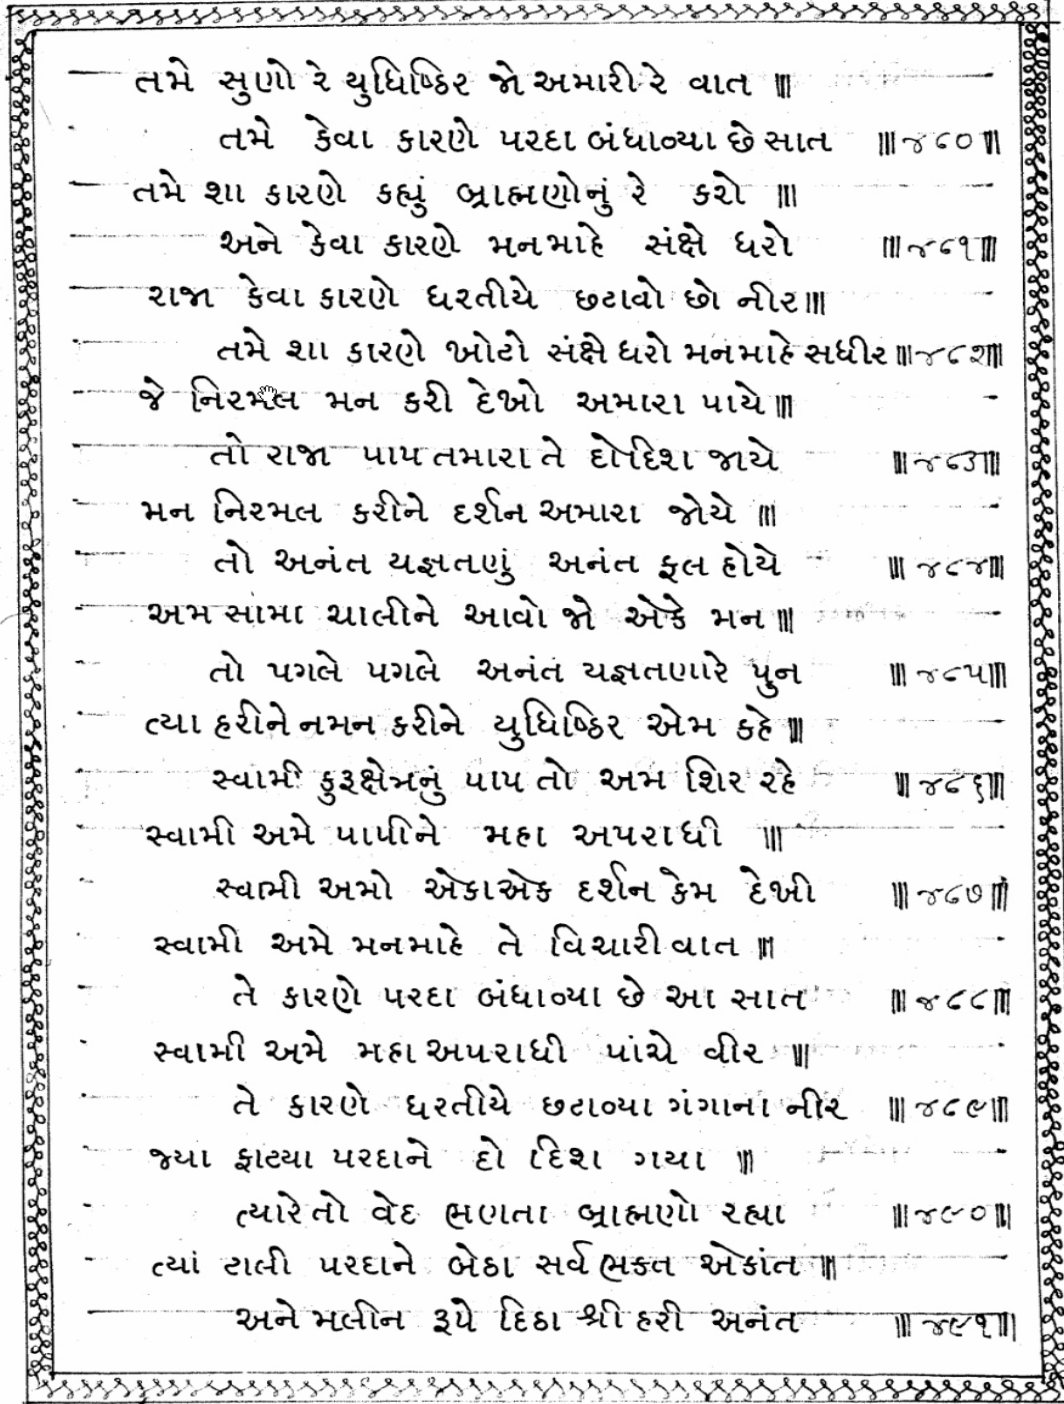 તમે સુણો રે યુધિષ્ઠિર જો અમારી રે વાત ॥
તમે કેવા કારણે પરદા બંધાવ્યા છે સાત ॥૪૮૦॥
તમે શા કારણે કહ્યું બ્રાહ્મણોનું રે કરો ॥
અને કેવા કારણે મનમાહે સંક્ષે ધરો ॥૪૮૧॥
રાજા કેવા કારણે ધરતીયે છટાવો છો નીર ॥
તમે શા કારણે ખોટો સંક્ષે ધરો મનમાહે સધીર ॥૪૮૨॥
જે નિરમલ મન કરી દેખો અમારા પાયે ॥
તો રાજા પાપ તમારા તે દોદિશ જાયે ॥૪૮૩॥
મન નિરમલ કરીને દર્શન અમારા જોયે ॥
તો અનંત યજ્ઞતણું અનંત ફલ હોયે ॥૪૮૪॥
અમ સામા ચાલીને આવો જો એકે મન ॥
તો પગલે પગલે અનંત યજ્ઞતણારે પુન ॥૪૮૫॥
ત્યા હરીને નમન કરીને યુધિષ્ઠિર એમ કહે ॥
સ્વામી કુરૂક્ષેત્રનું પાપ તો અમ શિર રહે ॥૪૮૬॥
સ્વામી અમે પાપીને મહા અપરાધી ॥
સ્વામી અમો એકાએક દર્શન કેમ દેખી ॥૪૮૭॥
સ્વામી અમે મનમાહે તે વિચારી વાત ॥
તે કારણે પરદા બંધાવ્યા છે આ સાત ॥૪૮૮॥
સ્વામી અમે મહા અપરાધી પાંચે વીર ॥
તે કારણે ધરતીયે છટાવ્યા ગંગાના નીર ॥૪૮૯॥
જ્યા ફાટયા પરદાને દો દિશ ગયા ॥
ત્યારે તો વેદ ભણતા બ્રાહ્મણો રહ્યા ॥૪૯૦॥
ત્યાં ટાલી પરદાને બેઠા સર્વ ભક્ત એકાંત ॥
અને મલીન રૂપે દિઠા શ્રી હરી અનંત ॥૪૯૧॥